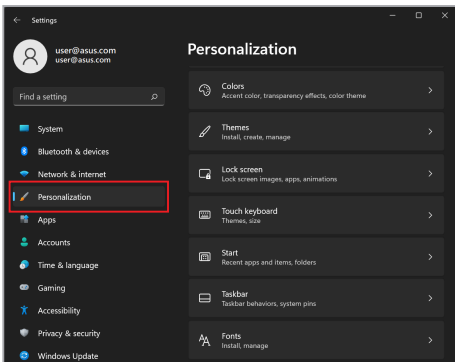 Settings
user@asus.com
user@asus.com
Find a setting
System
Bluetooth & devices
Network & internet
Personalization
Apps
Accounts
Time & language
Gaming
Accessibility
Privacy & security
Windows Update
Personalization
Colors
Accent color, transparency effects, color theme
Themes
Install, create, manage
Lock screen
Lock screen images, apps, animations
Touch keyboard
Themes, size
Start
Recent apps and items, folders
Taskbar
Taskbar behaviors, system pins
Fonts
Install, manage